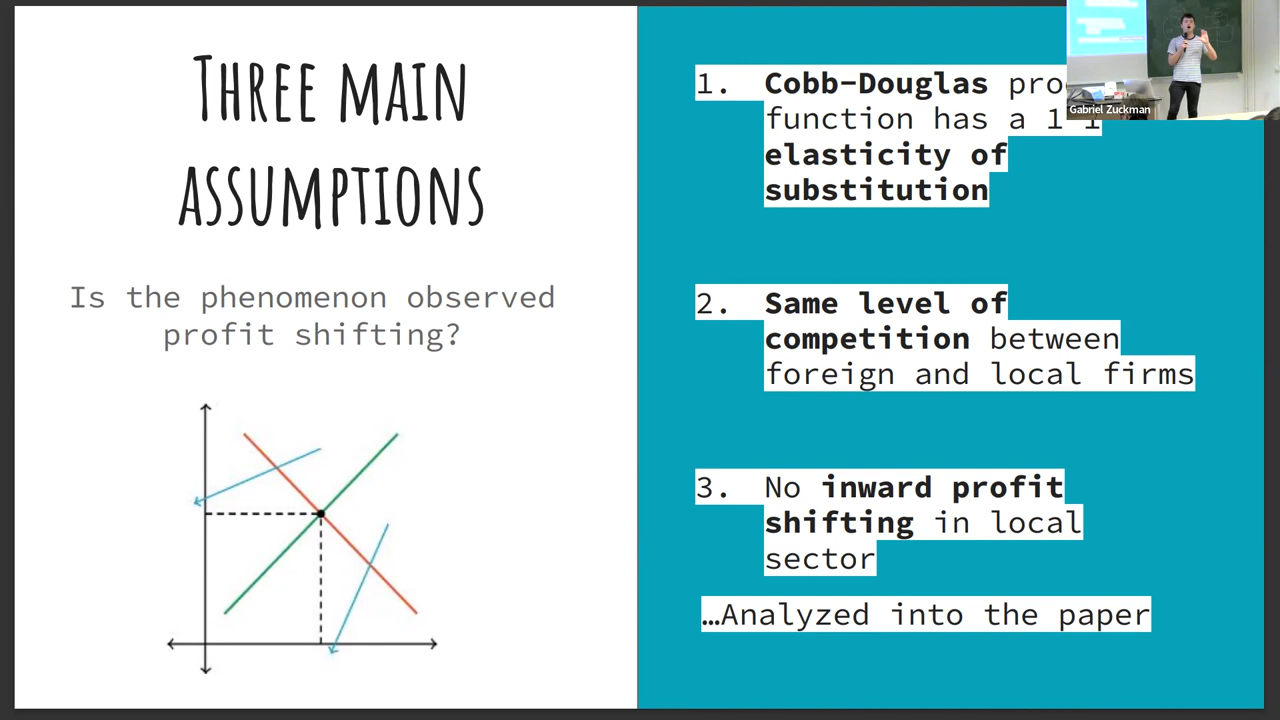 THREE MAIN
ASSUMPTIONS
Is the phenomenon observed
profit shifting?
1. Cobb-Douglas
function has a 1
elasticity of
substitution
2. Same level of
competition between
foreign and local firms
3. No inward profit
shifting in local
sector
…Analyzed into the paper
Gabriel Zuckman